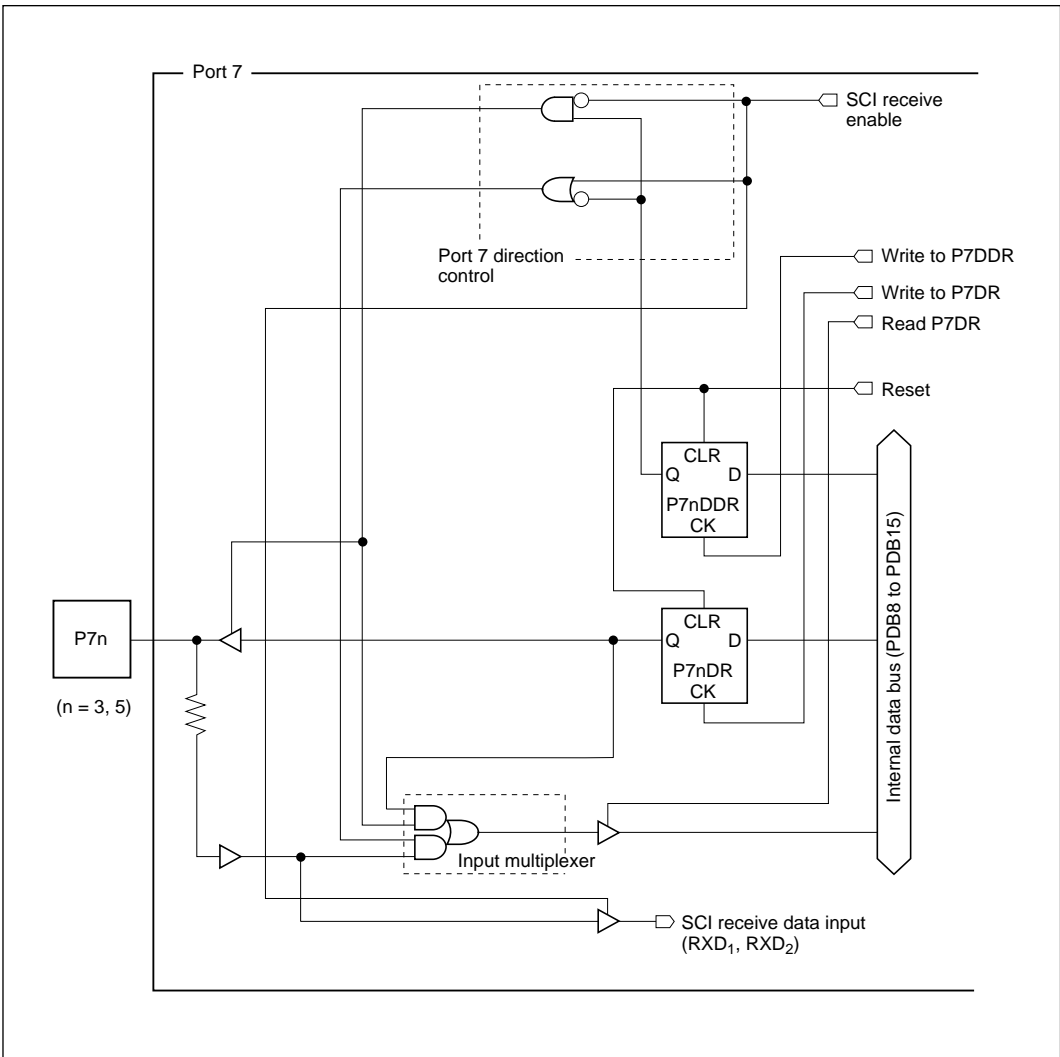 Port 7
SCI receive
enable
Port 7 direction
control
Write to P7DDR
Write to P7DR
Read P7DR
Reset
CLR
Q D
P7nDDR
CK
Internal data bus (PDB8 to PDB15)
P7n
(n = 3, 5)
CLR
Q D
P7nDR
CK
Input multiplexer
SCI receive data input
(RXD1, RXD2)